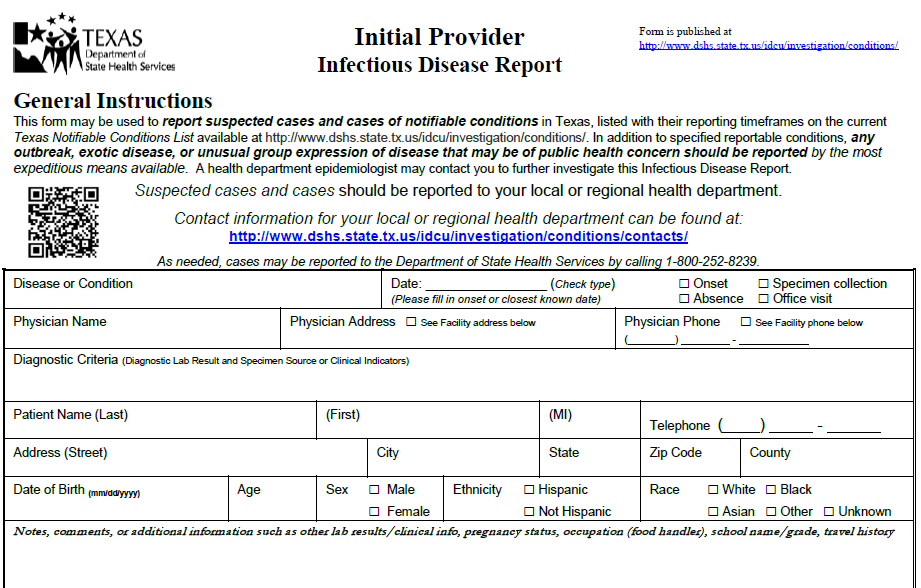 TEXAS
Department of
State Health Services
Initial Provider
Infectious Disease Report
Form is published at
http://www.dshs.state.tx.us/idcu/investigation/conditions/
General Instructions
This form may be used to report suspected cases and cases of notifiable conditions in Texas, listed with their reporting timeframes on the current
Texas Notifiable Conditions List available at http://www.dshs.state.tx.us/idcu/investigation/conditions/. In addition to specified reportable conditions, any
outbreak, exotic disease, or unusual group expression of disease that may be of public health concern should be reported by the most
expeditious means available. A health department epidemiologist may contact you to further investigate this Infectious Disease Report.
Suspected cases and cases should be reported to your local or regional health department.
Contact information for your local or regional health department can be found at:
http://www.dshs.state.tx.us/idcu/investigation/conditions/contacts/
As needed, cases may be reported to the Department of State Health Services by calling 1-800-252-8239.
Disease or Condition Date: ________________ (Check type) ☐ Onset ☐ Specimen collection
(Please fill in onset or closest known date) ☐ Absence ☐ Office visit
Physician Name Physician Address ☐ See Facility address below Physician Phone ☐ See Facility phone below
(_______) _______ - __________
Diagnostic Criteria (Diagnostic Lab Result and Specimen Source or Clinical Indicators)
Patient Name (Last) (First) (MI) Telephone (_____) ______ - _______
Address (Street) City State Zip Code County
Date of Birth (mm/dd/yyyy) Age Sex ☐ Male Ethnicity ☐ Hispanic Race ☐ White ☐ Black
☐ Female ☐ Not Hispanic ☐ Asian ☐ Other ☐ Unknown
Notes, comments, or additional information such as other lab results/clinical info, pregnancy status, occupation (food handler), school name/grade, travel history